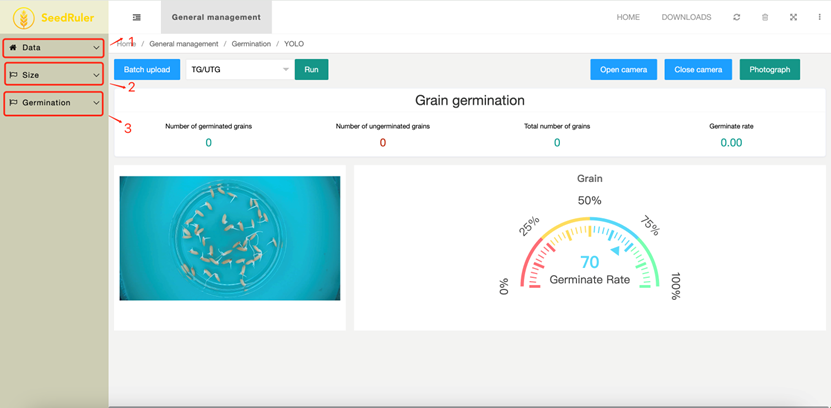 SeedRuler
General management
HOME
DOWNLOADS
Data
1
Home / General management / Germination / YOLO
Size
2
Germination
3
Batch upload
TG/UTG
Run
Open camera
Close camera
Photograph
Grain germination
Number of germinated grains
Number of ungerminated grains
Total number of grains
Germinate rate
0
0
0
0.00
Grain
50%
25%
75%
70
Germinate Rate
0%
100%